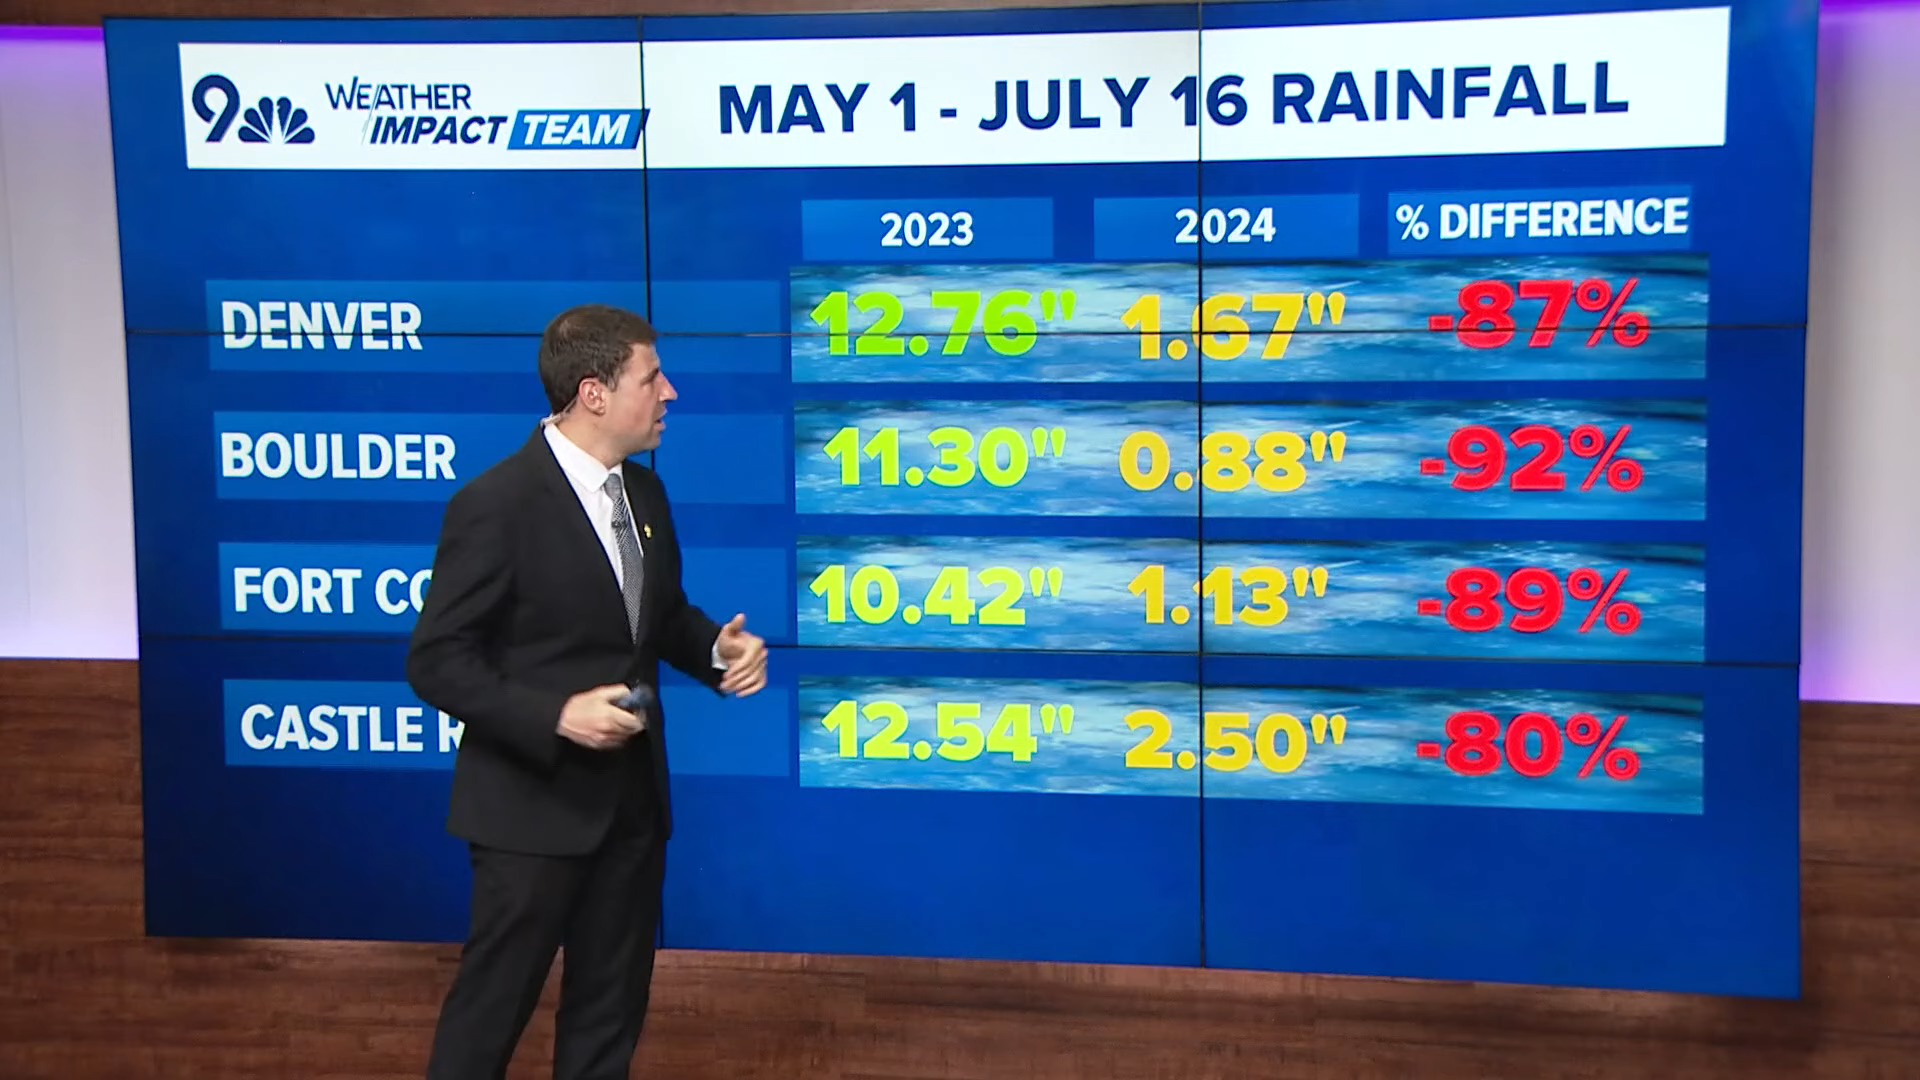 9 WEATHER
IMPACT TEAM
MAY 1 - JULY 16 RAINFALL
2023 2024 % DIFFERENCE
DENVER 12.76" 1.67" -87%
BOULDER 11.30" 0.88" -92%
FORT CO 10.42" 1.13" -89%
CASTLE R 12.54" 2.50" -80%